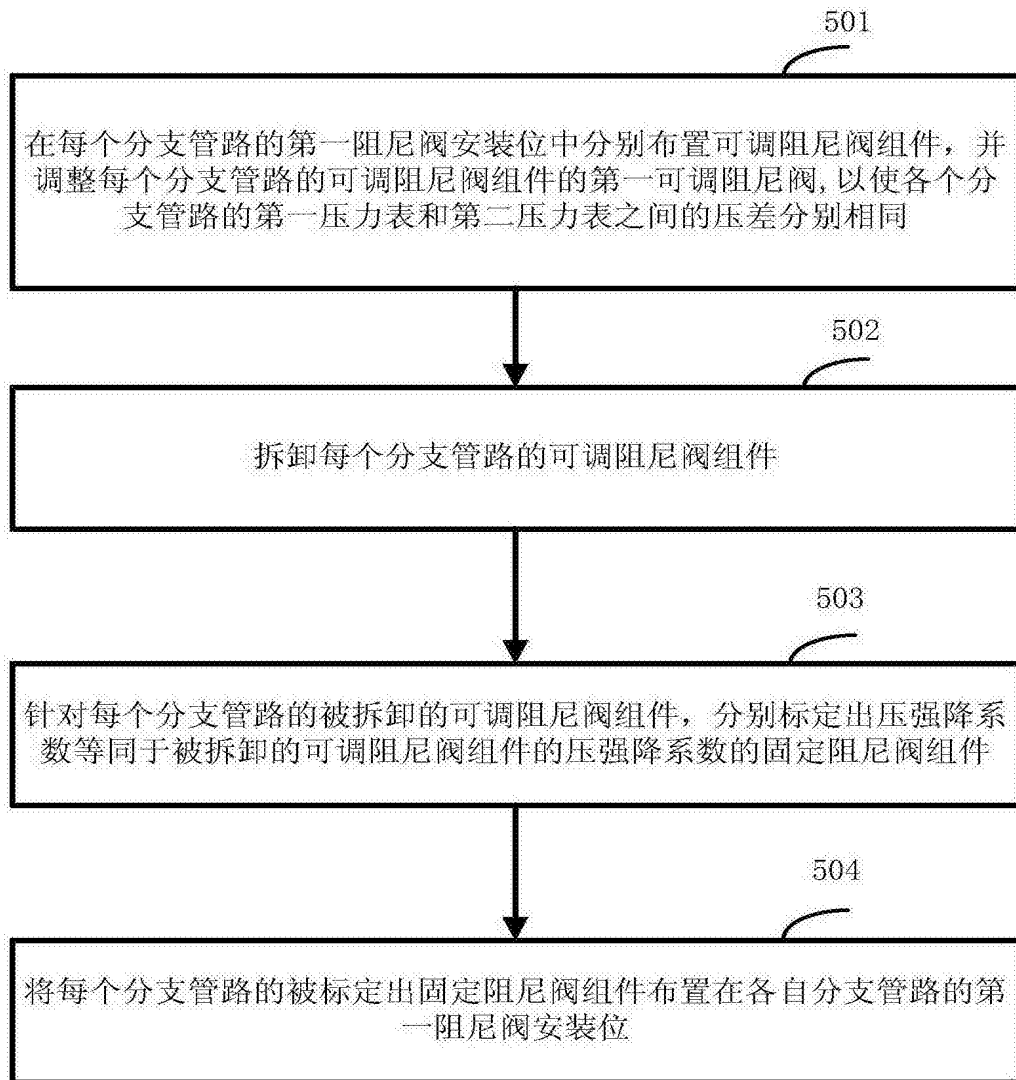 501
在每个分支管路的第一阻尼阀安装位中分别布置可调阻尼阀组件，并
调整每个分支管路的可调阻尼阀组件的第一可调阻尼阀,以使各个分
支管路的第一压力表和第二压力表之间的压差分别相同
502
拆卸每个分支管路的可调阻尼阀组件
503
针对每个分支管路的被拆卸的可调阻尼阀组件，分别标定出压强降系
数等同于被拆卸的可调阻尼阀组件的压强降系数的固定阻尼阀组件
504
将每个分支管路的被标定出固定阻尼阀组件布置在各自分支管路的第
一阻尼阀安装位